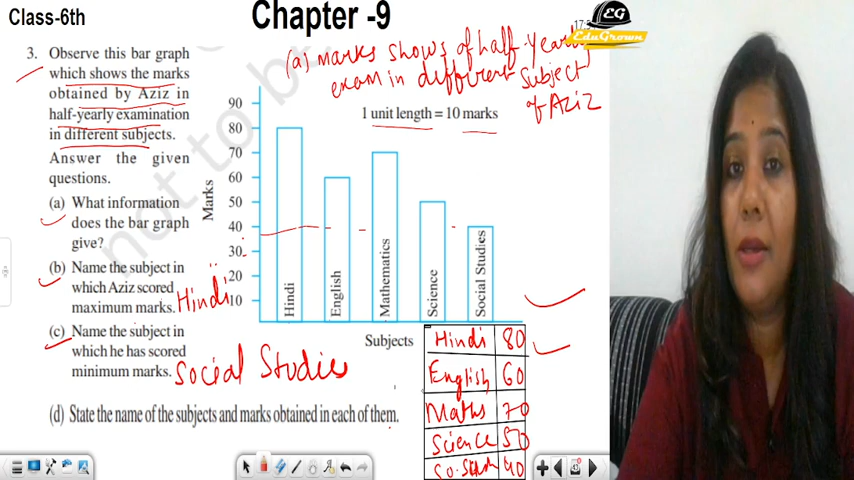 Class-6th
Chapter -9
17:
EG
EduGrown
3. Observe this bar graph
which shows the marks
obtained by Aziz in
half-yearly examination
in different subjects.
Answer the given
questions.
(a) What information
does the bar graph
give?
(b) Name the subject in
which Aziz scored
maximum marks. Hindi
(c) Name the subject in
which he has scored
minimum marks. Social Studies
(d) State the name of the subjects and marks obtained in each of them.
(a) Marks shows of half-yearly
exam in different subject
of Aziz
1 unit length = 10 marks
not to be
Marks
90
80
70
60
50
40
30
20
10
Hindi
English
Mathematics
Science
Social Studies
Subjects
Hindi 80
English 60
Maths 70
Science 50
40